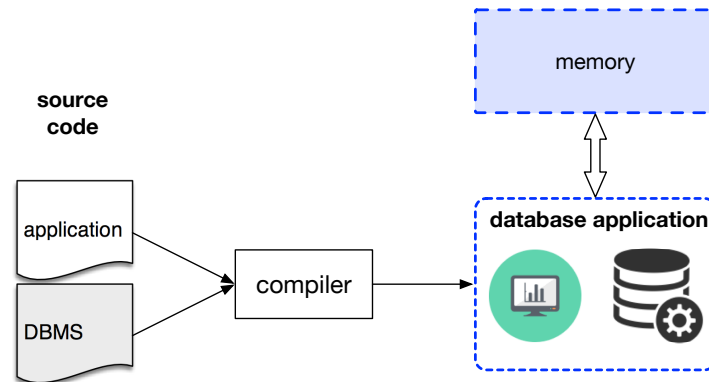 memory
source
code
application
DBMS
compiler
database application